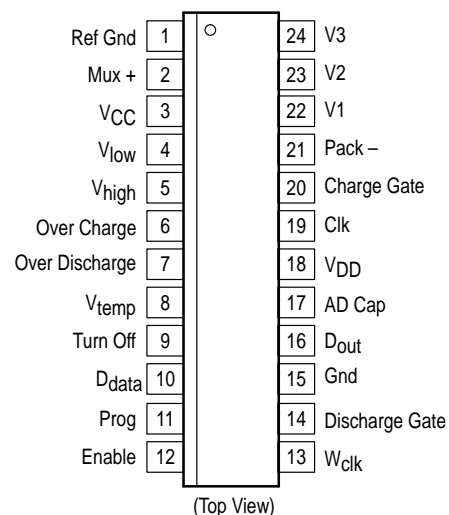 Ref Gnd 1 24 V3
Mux + 2 23 V2
VCC 3 22 V1
Vlow 4 21 Pack –
Vhigh 5 20 Charge Gate
Over Charge 6 19 Clk
Over Discharge 7 18 VDD
Vtemp 8 17 AD Cap
Turn Off 9 16 Dout
Ddata 10 15 Gnd
Prog 11 14 Discharge Gate
Enable 12 13 Wclk
(Top View)